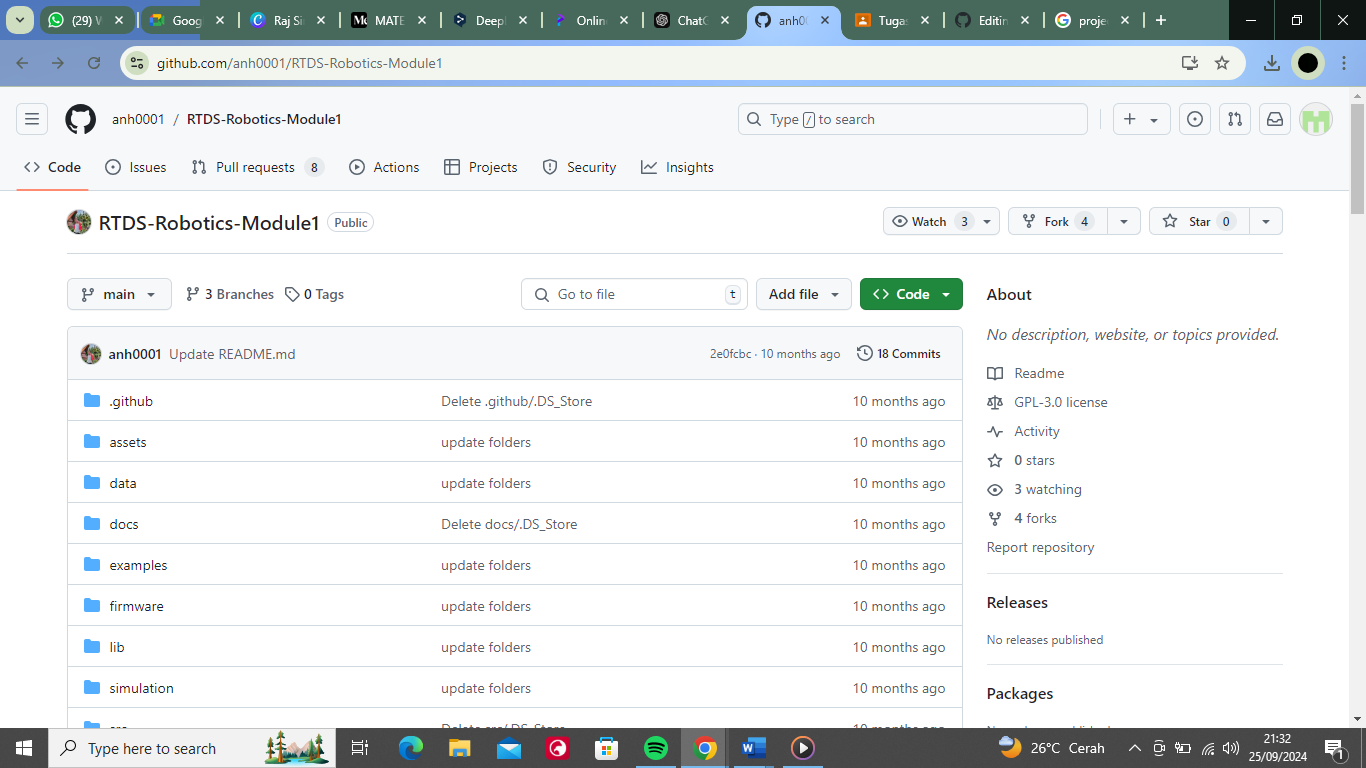 (29) W
Goog
Raj Si
MATE
Deepl
Onlin
ChatG
anh00
Tugas
Editin
proje
github.com/anh0001/RTDS-Robotics-Module1
anh0001 / RTDS-Robotics-Module1
Type / to search
Code
Issues
Pull requests 8
Actions
Projects
Security
Insights
RTDS-Robotics-Module1 Public
Watch 3
Fork 4
Star 0
main
3 Branches
0 Tags
Go to file t
Add file
Code
anh0001 Update README.md 2e0fcbc · 10 months ago 18 Commits
.github Delete .github/.DS_Store 10 months ago
assets update folders 10 months ago
data update folders 10 months ago
docs Delete docs/.DS_Store 10 months ago
examples update folders 10 months ago
firmware update folders 10 months ago
lib update folders 10 months ago
simulation update folders 10 months ago
src Delete src/.DS_Store 10 months ago
About
No description, website, or topics provided.
Readme
GPL-3.0 license
Activity
0 stars
3 watching
4 forks
Report repository
Releases
No releases published
Packages
Type here to search
26°C Cerah
21:32
25/09/2024
1